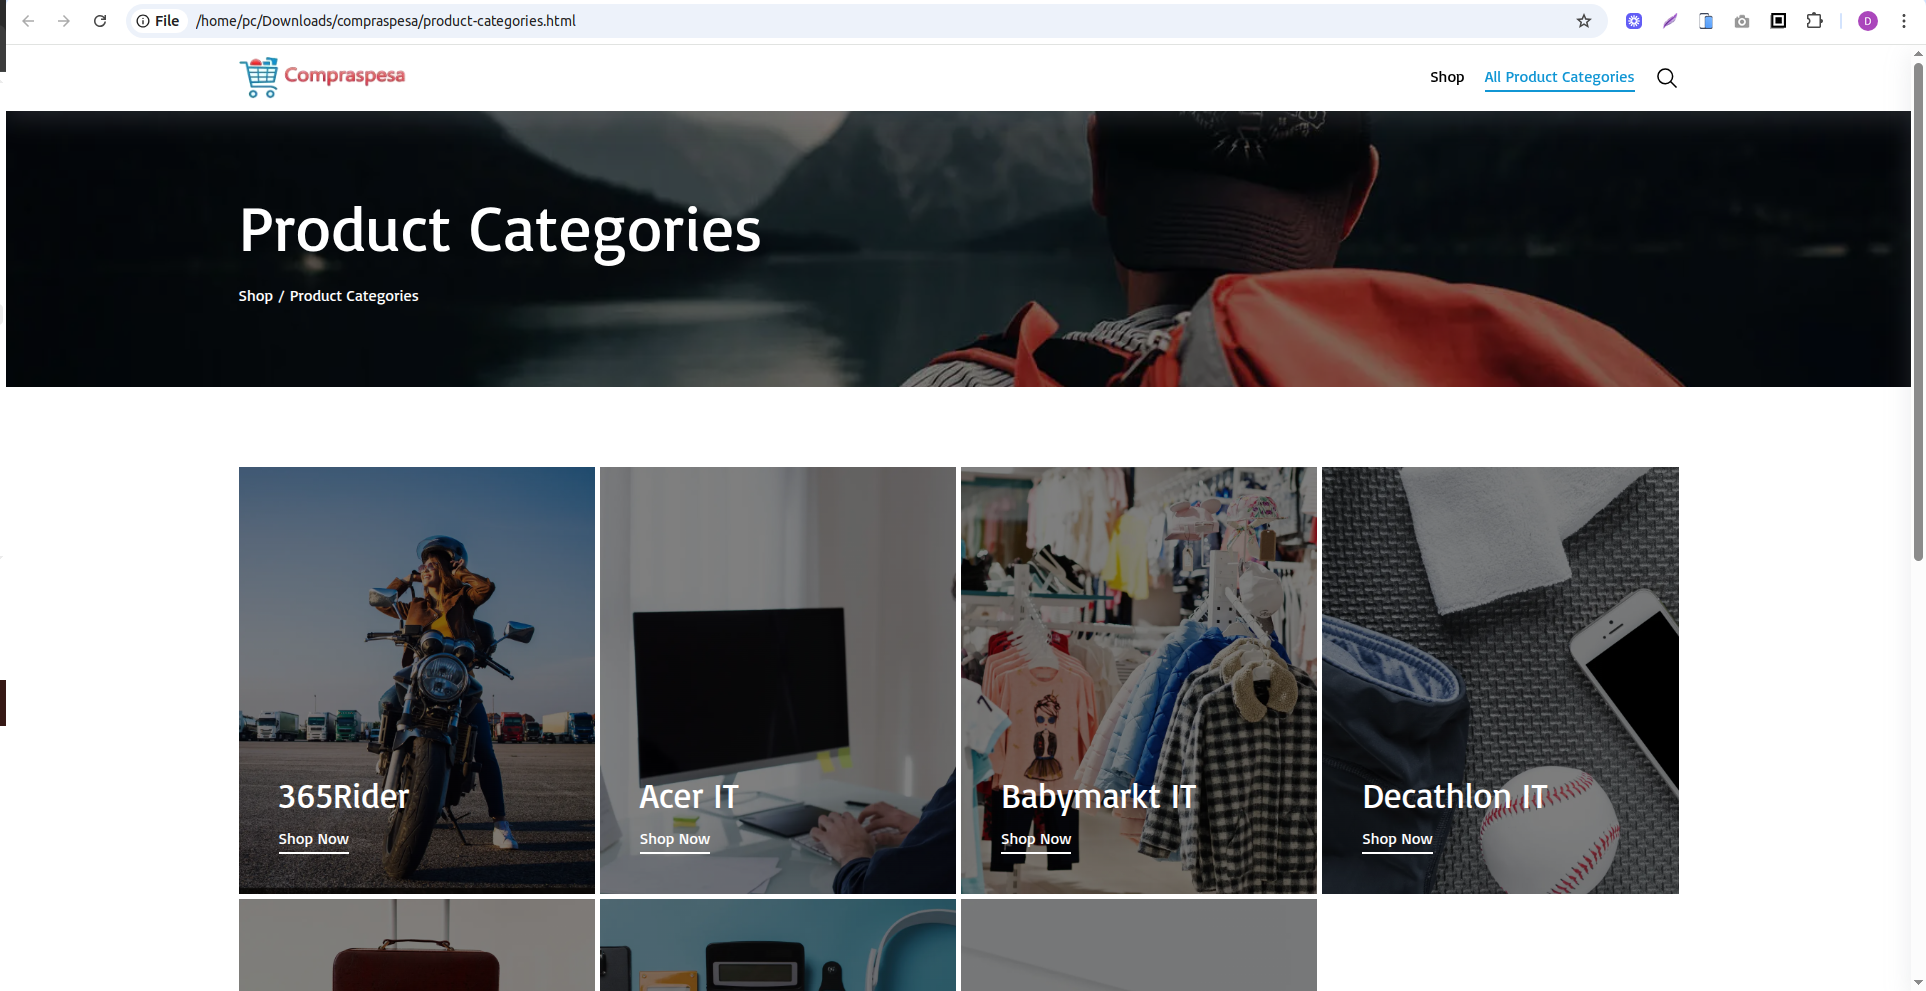 File /home/pc/Downloads/compraspesa/product-categories.html
D
Compraspesa
Shop All Product Categories
Product Categories
Shop / Product Categories
365Rider
Shop Now
Acer IT
Shop Now
Babymarkt IT
Shop Now
Decathlon IT
Shop Now